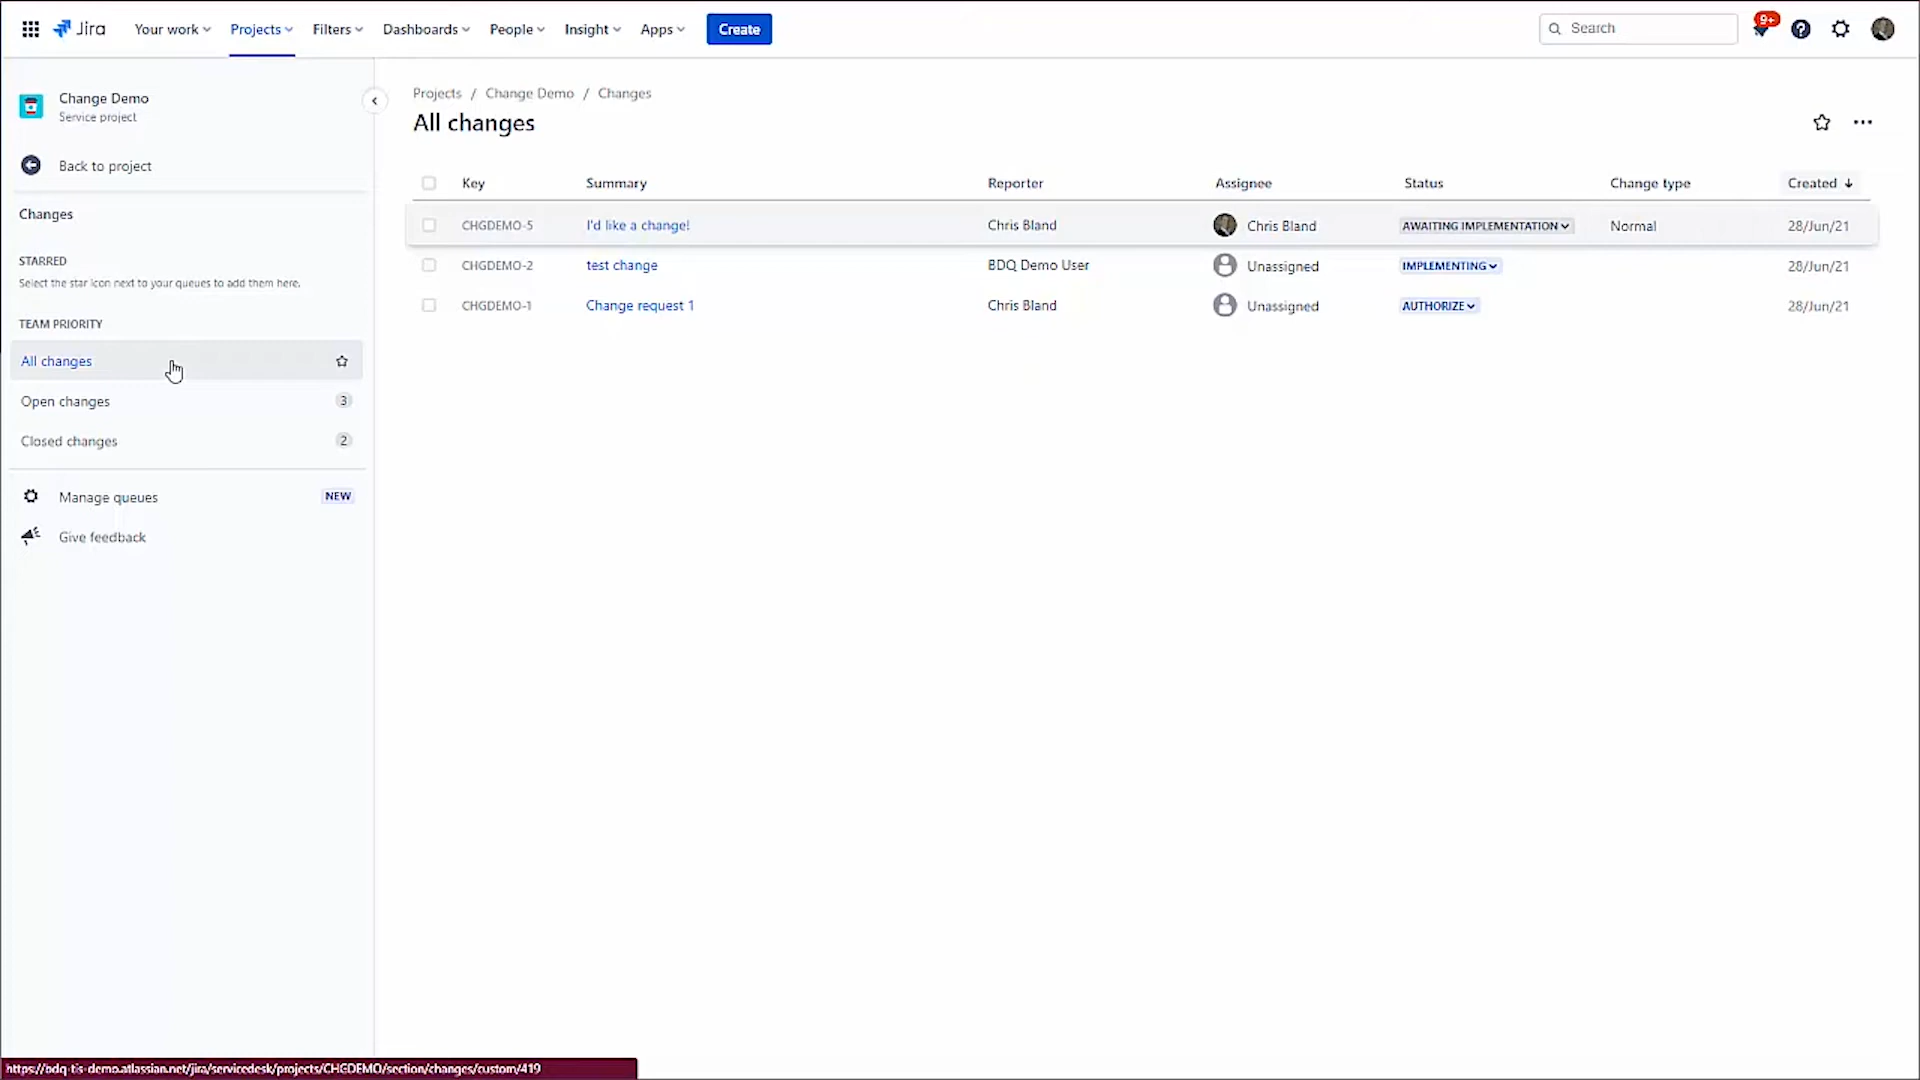 Jira Your work Projects Filters Dashboards People Insight Apps Create Search 9+
Change Demo
Service project
Back to project
Changes
STARRED
Select the star icon next to your queues to add them here.
TEAM PRIORITY
All changes
Open changes 3
Closed changes 2
Manage queues NEW
Give feedback
Projects / Change Demo / Changes
All changes
Key Summary Reporter Assignee Status Change type Created
CHGDEMO-5 I'd like a change! Chris Bland Chris Bland AWAITING IMPLEMENTATION Normal 28/Jun/21
CHGDEMO-2 test change BDQ Demo User Unassigned IMPLEMENTING 28/Jun/21
CHGDEMO-1 Change request 1 Chris Bland Unassigned AUTHORIZE 28/Jun/21
https://bdq-tis-demo.atlassian.net/jira/servicedesk/projects/CHGDEMO/section/changes/custom/419